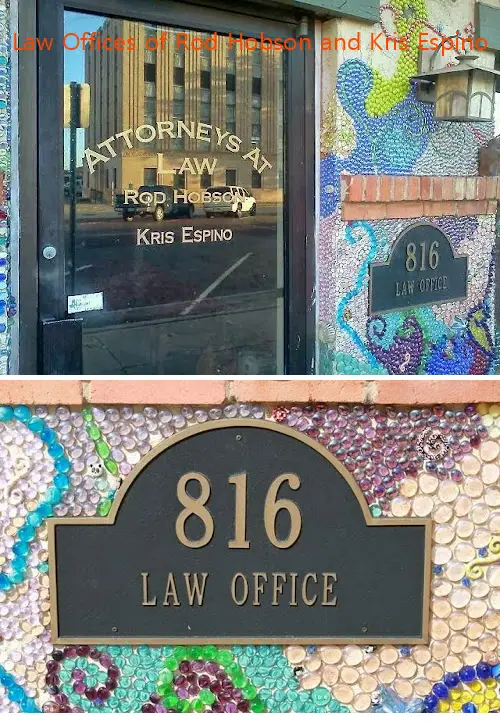 Law Offices of Rod Hobson and Kris Espino
ATTORNEYS AT
LAW
ROD HOBSON
KRIS ESPINO
816
LAW OFFICE
816
LAW OFFICE